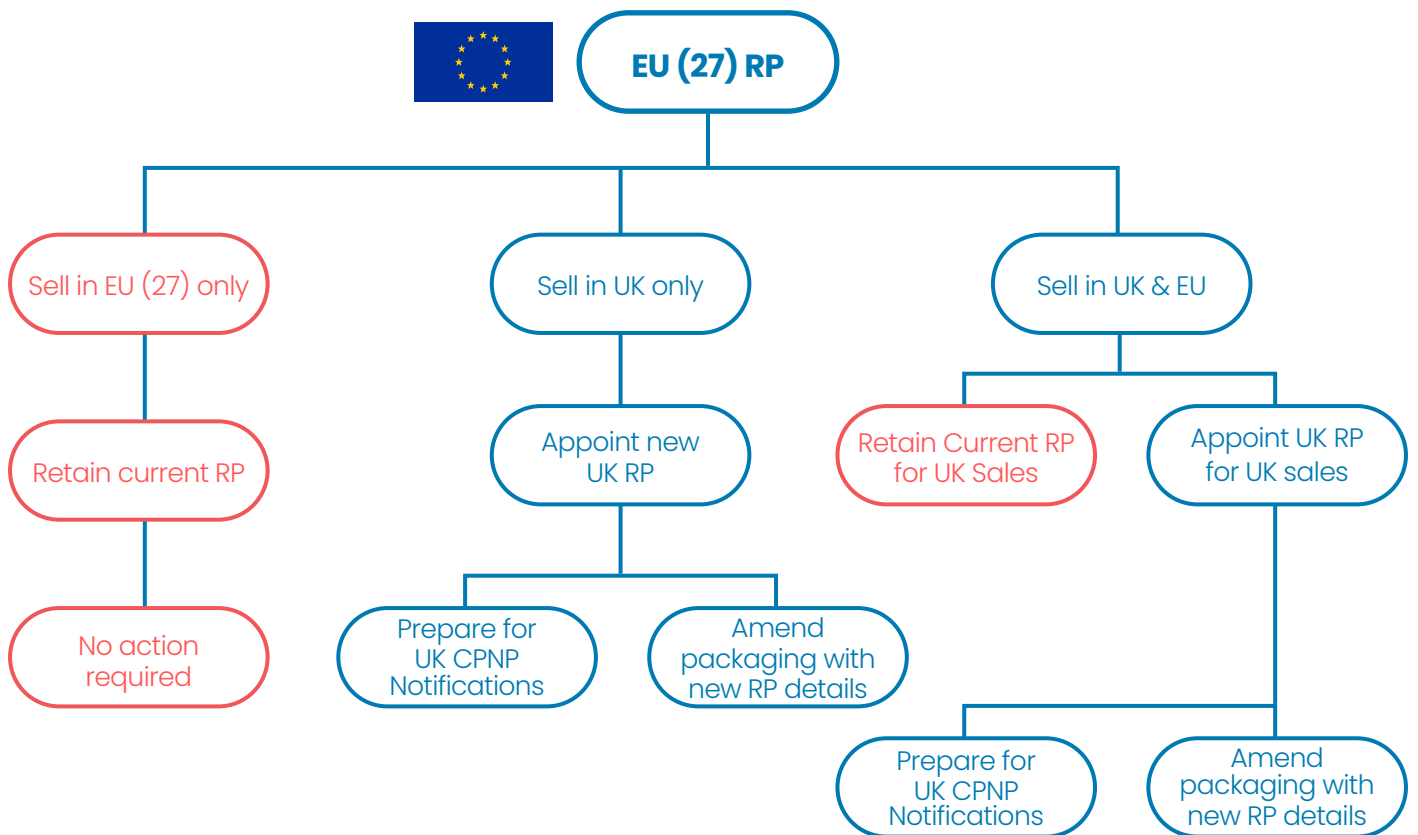 EU (27) RP
Sell in EU (27) only
Sell in UK only
Sell in UK & EU
Retain current RP
Appoint new
UK RP
Retain Current RP
for UK Sales
Appoint UK RP
for UK sales
No action
required
Prepare for
UK CPNP
Notifications
Amend
packaging with
new RP details
Prepare for
UK CPNP
Notifications
Amend
packaging with
new RP details